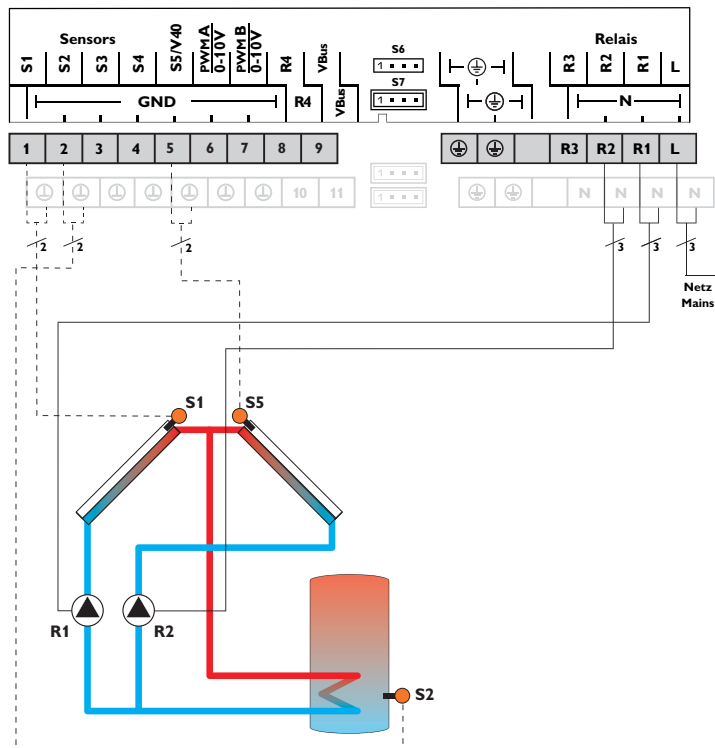 Sensors
Relais
S1 S2 S3 S4 S5/V40 PWM A 0-10V PWM B 0-10V R4 VBus S6 R3 R2 R1 L
1
S7
GND R4 VBus 1 N
1 2 3 4 5 6 7 8 9 R3 R2 R1 L
1
10 11 1 N N N N
2 2 2 3 3 3
Netz
Mains
S1 S5
R1 R2
S2